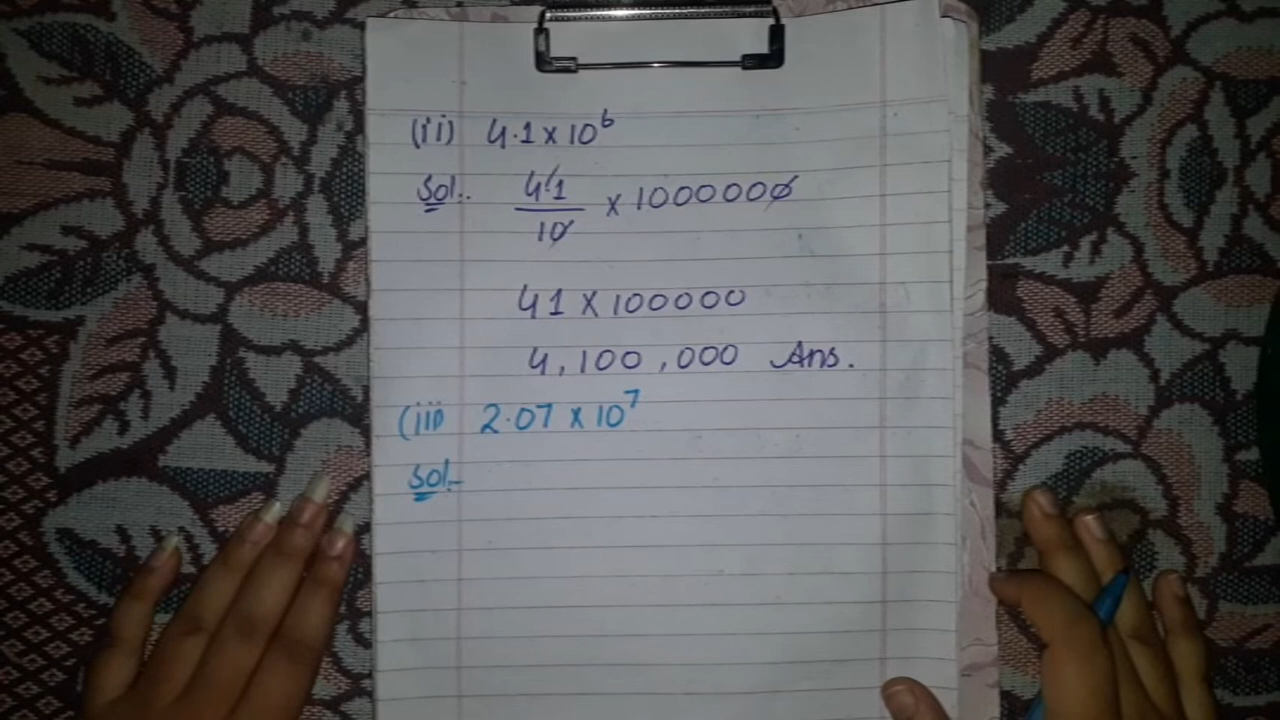 (ii) 4.1 × 10⁶
Sol:. 4.1/10 × 1000000
41 × 100000
4,100,000 Ans.
(iii) 2.07 × 10⁷
Sol:-